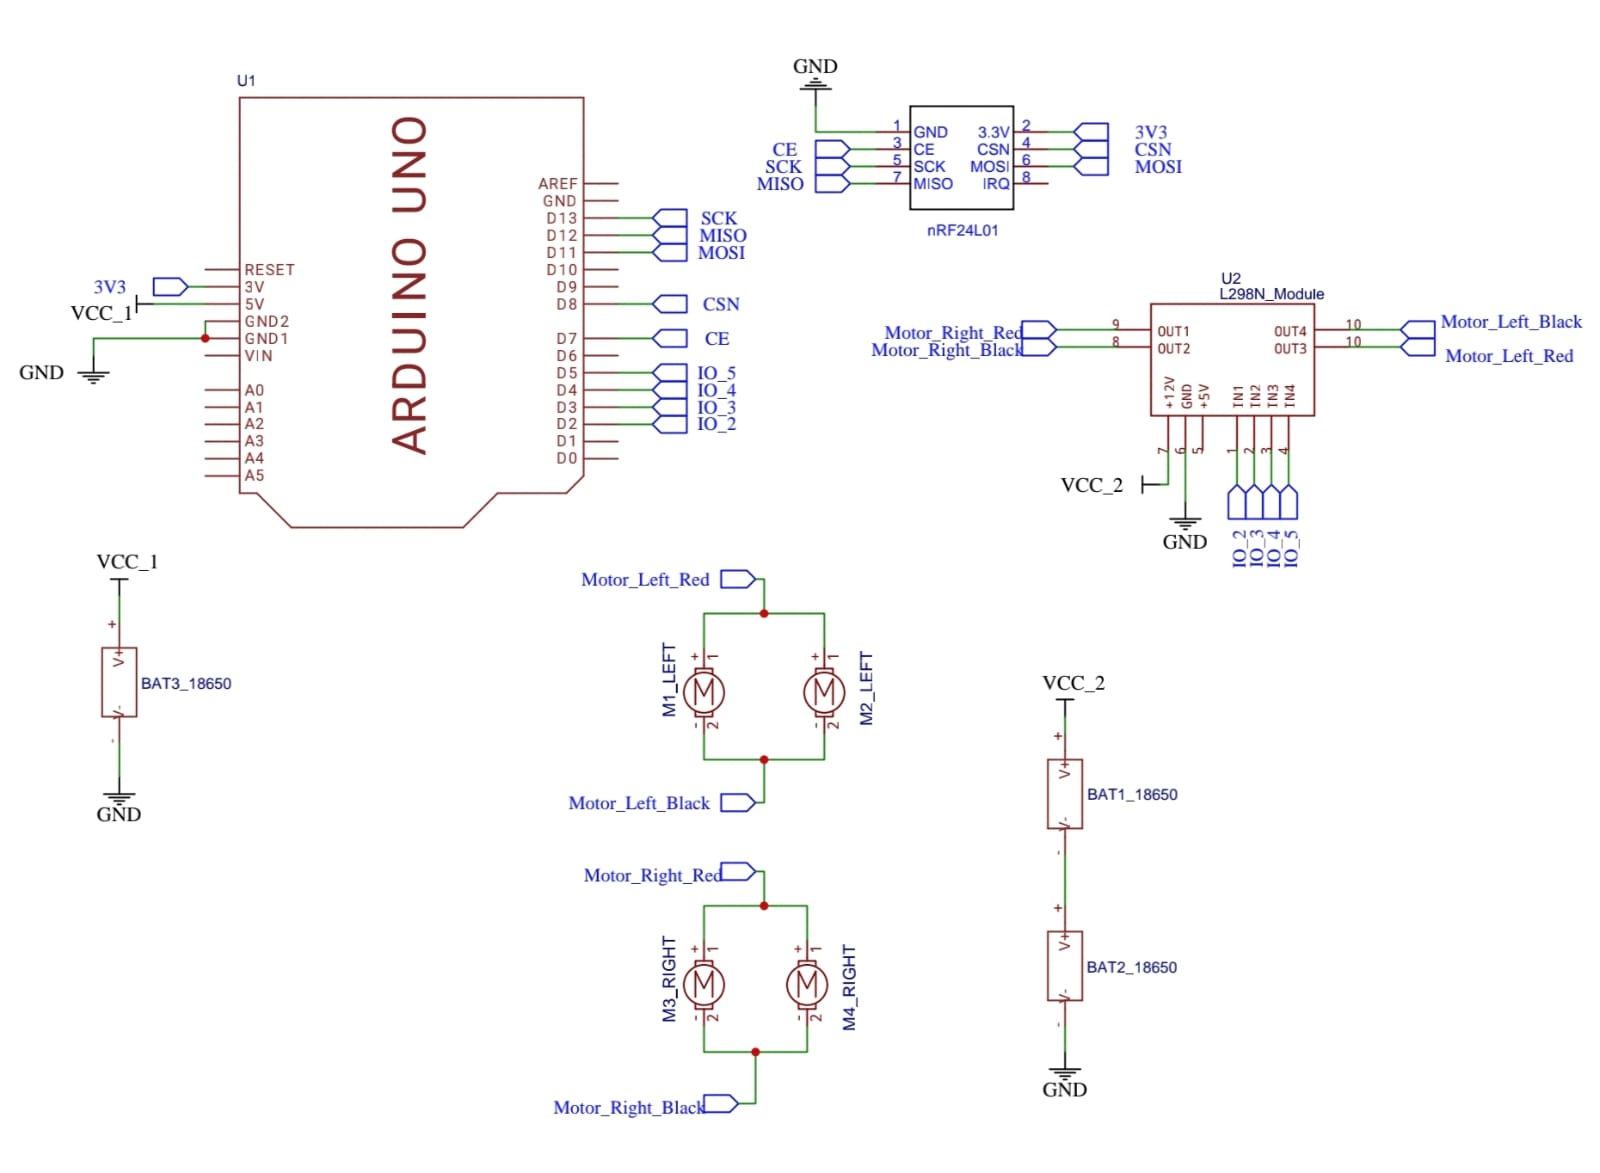 U1
ARDUINO UNO
AREF
GND
D13 SCK
D12 MISO
D11 MOSI
D10
D9
D8 CSN
D7 CE
D6
D5 IO_5
D4 IO_4
D3 IO_3
D2 IO_2
D1
D0
RESET
3V3 3V
VCC_1 5V
GND2
GND1
GND
VIN
A0
A1
A2
A3
A4
A5
GND
1 GND 3.3V 2 3V3
CE 3 CE CSN 4 CSN
SCK 5 SCK MOSI 6 MOSI
MISO 7 MISO IRQ 8
nRF24L01
U2
L298N_Module
Motor_Right_Red 9 OUT1 OUT4 10 Motor_Left_Black
Motor_Right_Black 8 OUT2 OUT3 10 Motor_Left_Red
+12V GND +5V IN1 IN2 IN3 IN4
7 6 5 1 2 3 4
VCC_2
GND
IO_2 IO_3 IO_4 IO_5
VCC_1
+
V+
BAT3_18650
V-
-
GND
Motor_Left_Red
+ 1 + 1
M1_LEFT M M M2_LEFT
- 2 - 2
Motor_Left_Black
Motor_Right_Red
+ 1 + 1
M3_RIGHT M M M4_RIGHT
- 2 - 2
Motor_Right_Black
VCC_2
+
V+
BAT1_18650
V-
-
+
V+
BAT2_18650
V-
-
GND